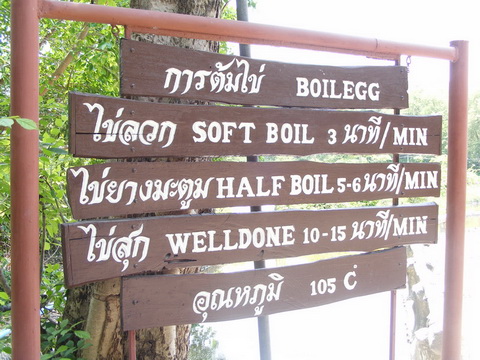 การต้มไข่ BOILEGG
ไข่ลวก SOFT BOIL 3 นาที/MIN
ไข่ยางมะตูม HALF BOIL 5-6 นาที/MIN
ไข่สุก WELLDONE 10-15 นาที/MIN
อุณหภูมิ 105 C